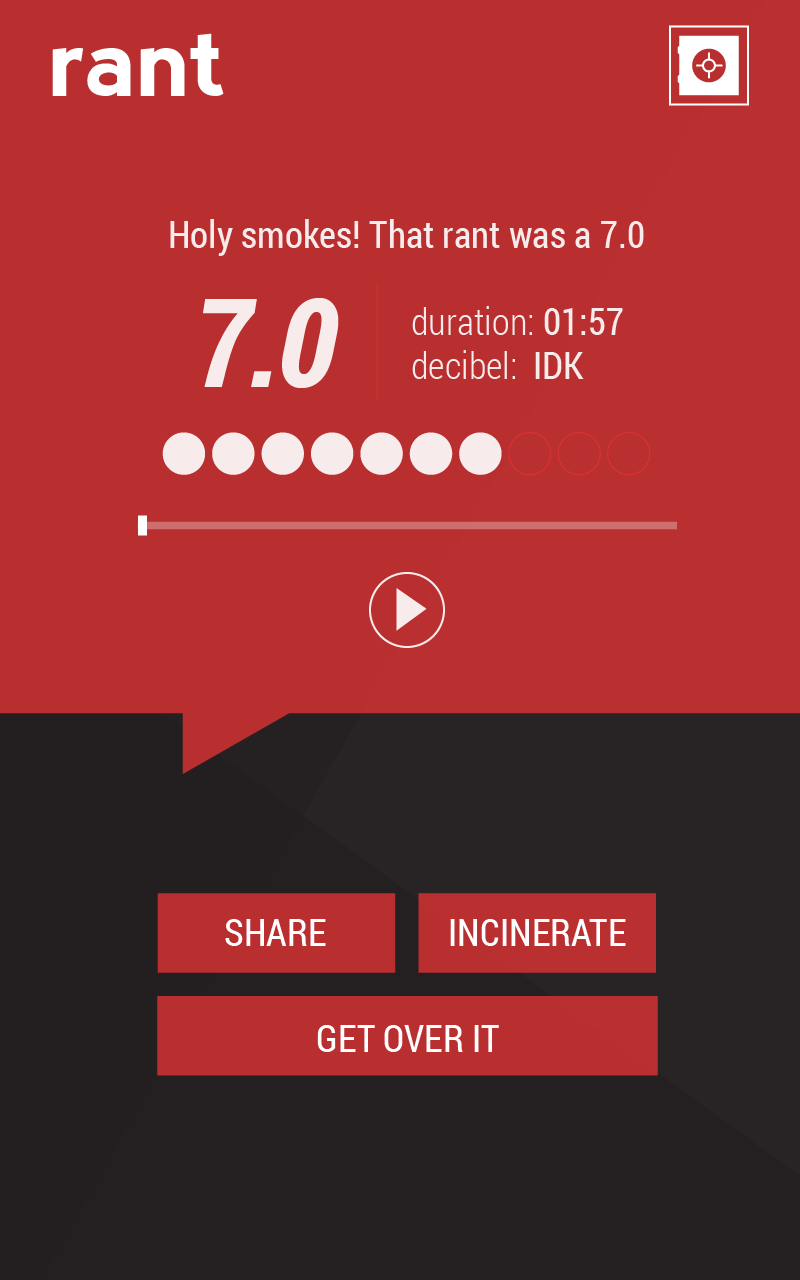 rant
Holy smokes! That rant was a 7.0
7.0
duration: 01:57
decibel: IDK
SHARE
INCINERATE
GET OVER IT